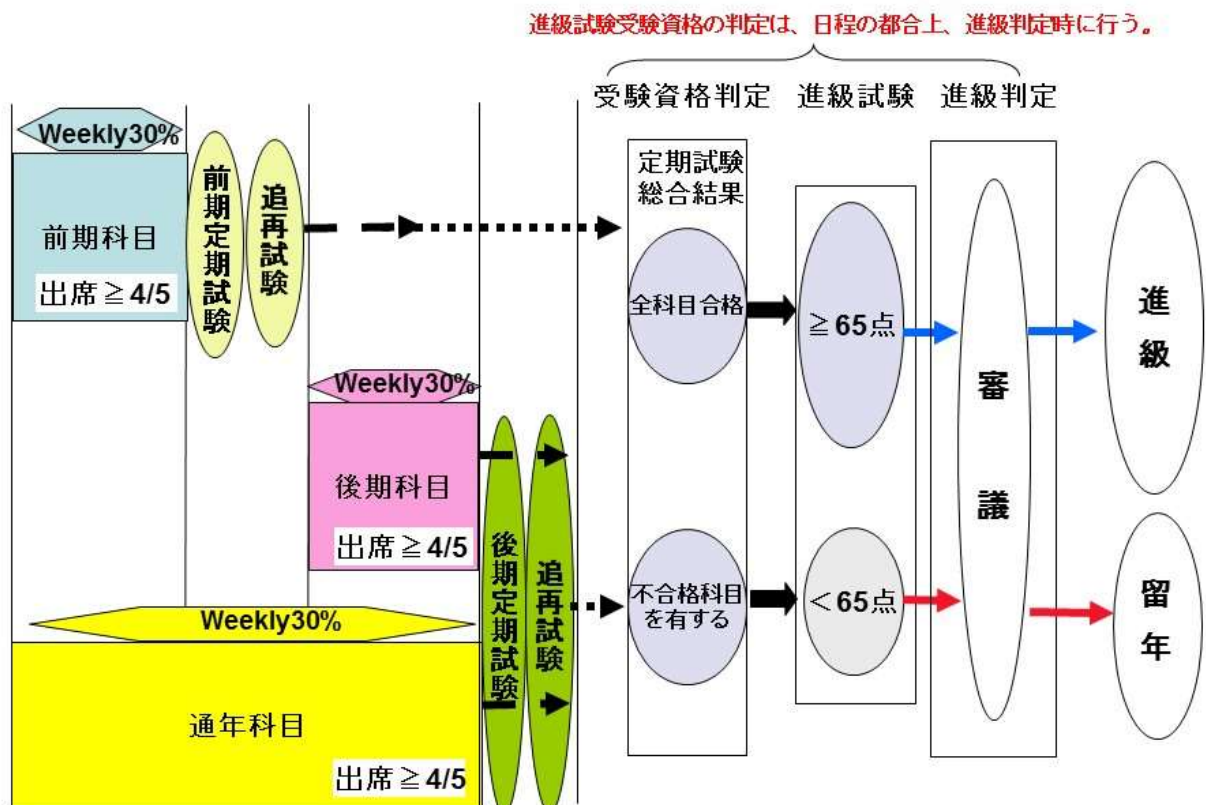 進級試験受験資格の判定は、日程の都合上、進級判定時に行う。
受験資格判定
進級試験
進級判定
Weekly30%
前期科目
出席≧4/5
前期定期試験
追再試験
Weekly30%
後期科目
出席≧4/5
Weekly30%
通年科目
出席≧4/5
後期定期試験
追再試験
定期試験
総合結果
全科目合格
不合格科目
を有する
≧65点
<65点
審議
進級
留年